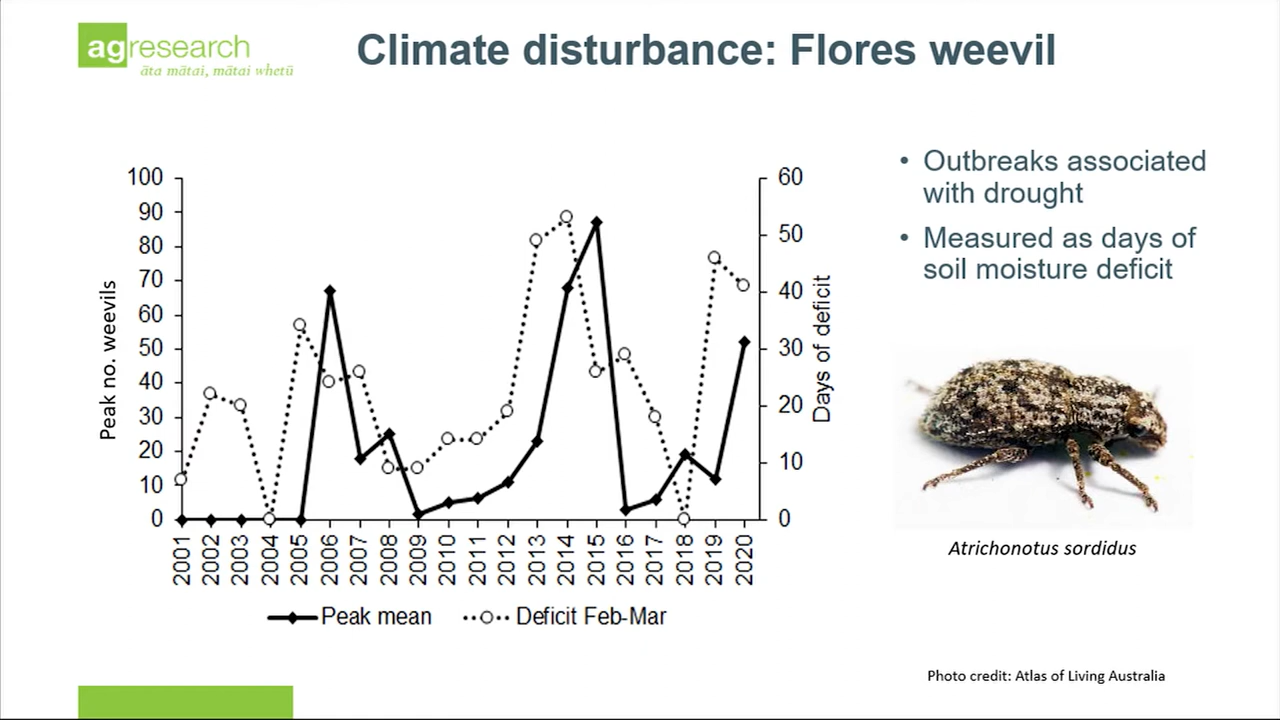 agresearch
āta mātai, mātai whetū
Climate disturbance: Flores weevil
100
90
80
70
60
50
40
30
20
10
0
Peak no. weevils
60
50
40
30
20
10
0
Days of deficit
2001
2002
2003
2004
2005
2006
2007
2008
2009
2010
2011
2012
2013
2014
2015
2016
2017
2018
2019
2020
Peak mean
Deficit Feb-Mar
• Outbreaks associated
with drought
• Measured as days of
soil moisture deficit
Atrichonotus sordidus
Photo credit: Atlas of Living Australia